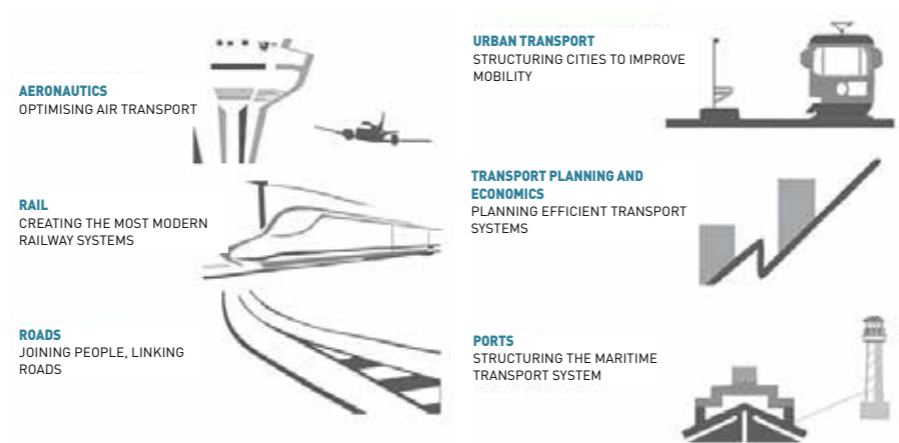 AERONAUTICS
OPTIMISING AIR TRANSPORT
RAIL
CREATING THE MOST MODERN
RAILWAY SYSTEMS
ROADS
JOINING PEOPLE, LINKING
ROADS
URBAN TRANSPORT
STRUCTURING CITIES TO IMPROVE
MOBILITY
TRANSPORT PLANNING AND
ECONOMICS
PLANNING EFFICIENT TRANSPORT
SYSTEMS
PORTS
STRUCTURING THE MARITIME
TRANSPORT SYSTEM